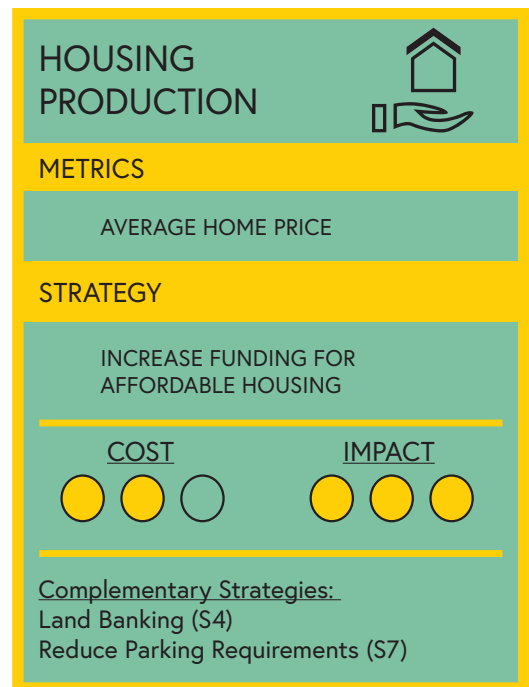 HOUSING
PRODUCTION
METRICS
AVERAGE HOME PRICE
STRATEGY
INCREASE FUNDING FOR
AFFORDABLE HOUSING
COST IMPACT
Complementary Strategies:
Land Banking (S4)
Reduce Parking Requirements (S7)